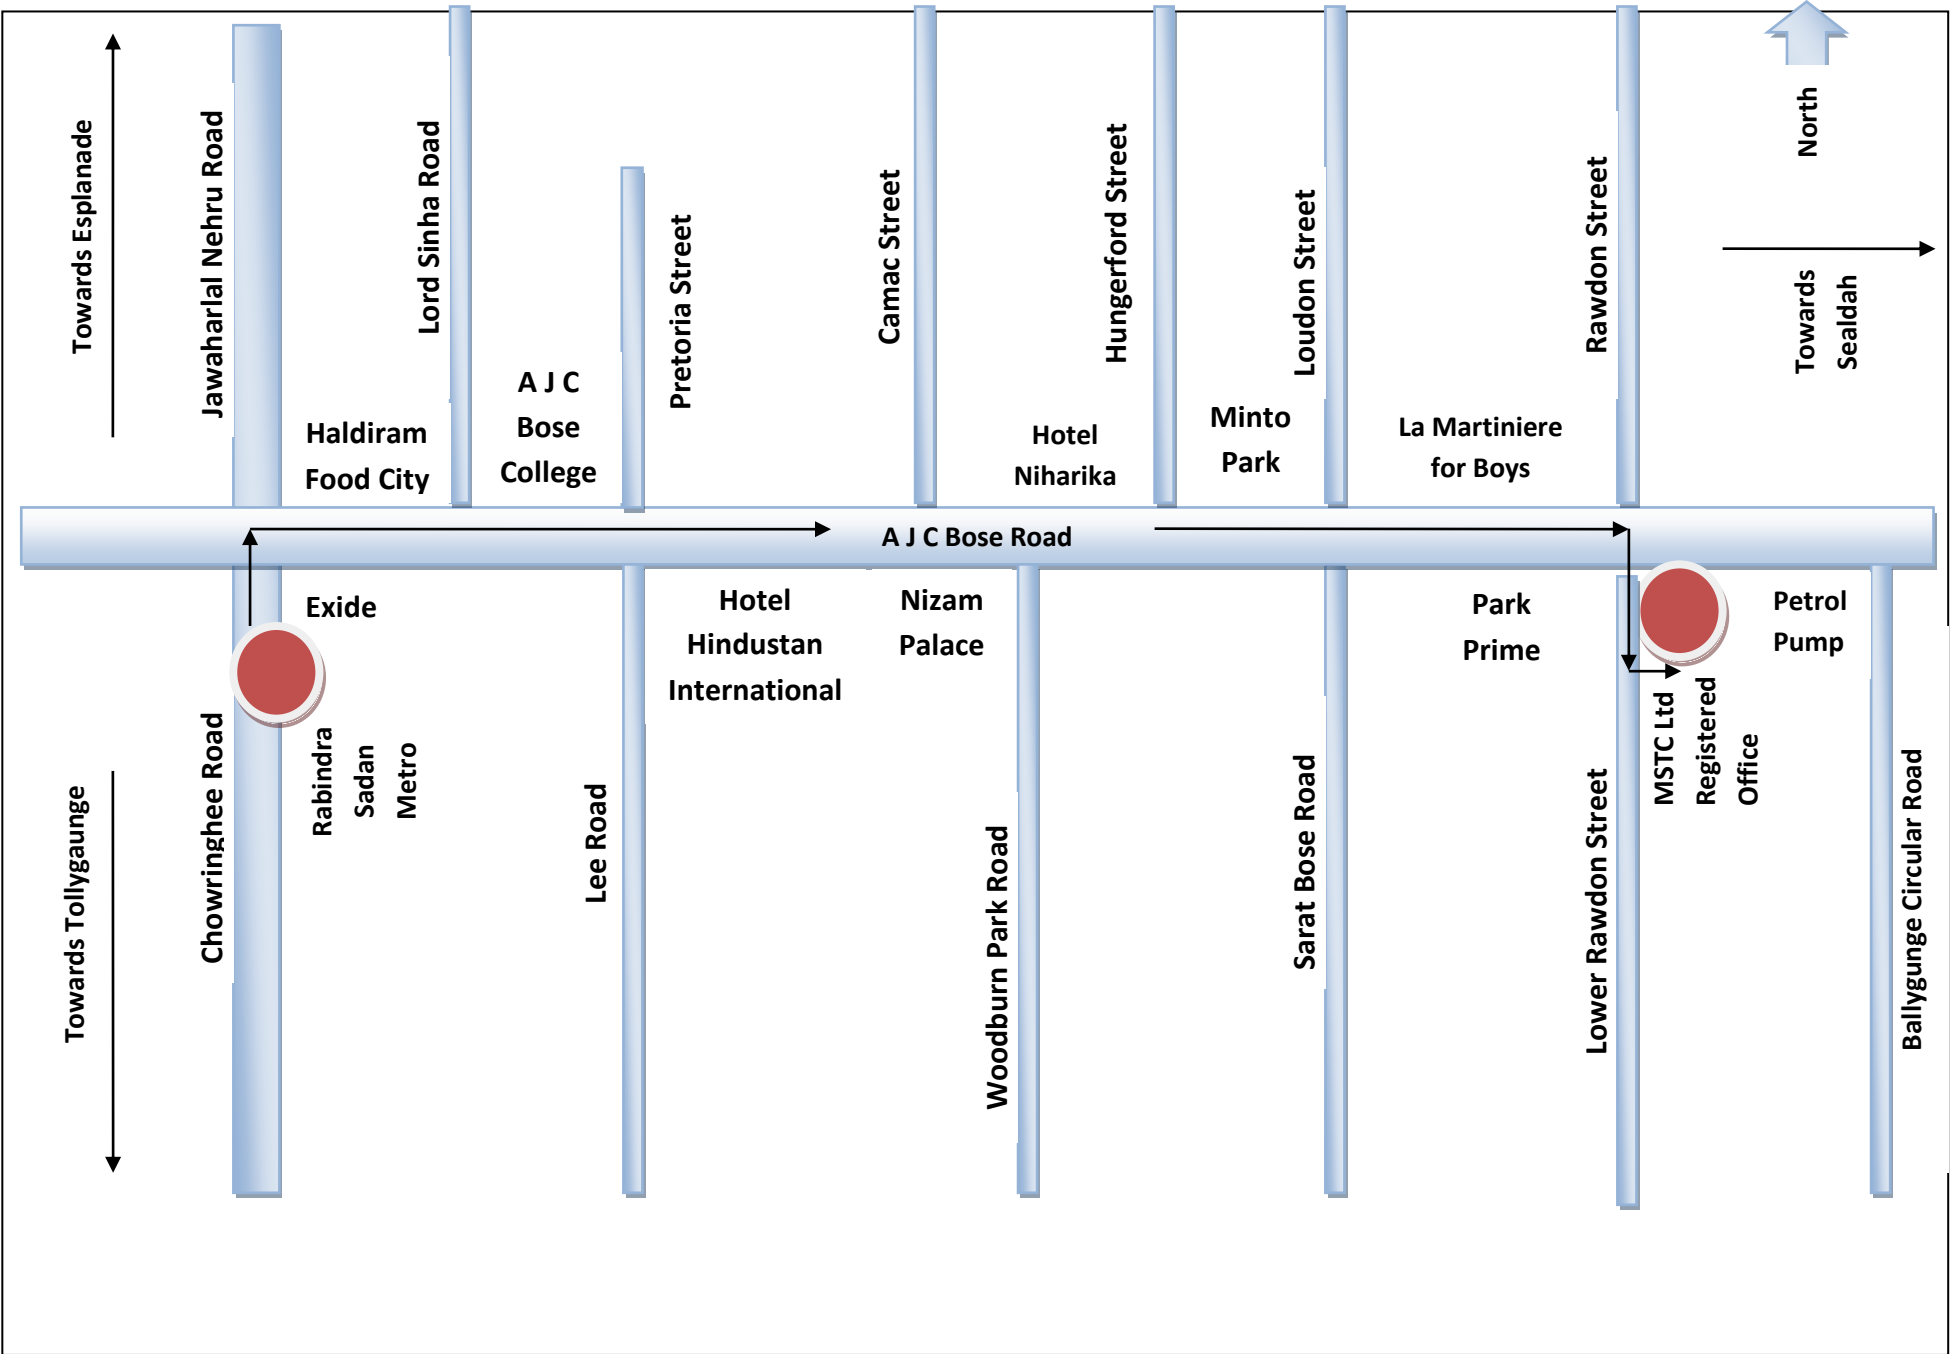 Towards Esplanade
Jawaharlal Nehru Road
Lord Sinha Road
Pretoria Street
Camac Street
Hungerford Street
Loudon Street
Rawdon Street
North
Towards
Sealdah
Haldiram
Food City
A J C
Bose
College
Hotel
Niharika
Minto
Park
La Martiniere
for Boys
A J C Bose Road
Exide
Hotel
Hindustan
International
Nizam
Palace
Park
Prime
Petrol
Pump
Towards Tollygaunge
Chowringhee Road
Rabindra
Sadan
Metro
Lee Road
Woodburn Park Road
Sarat Bose Road
Lower Rawdon Street
MSTC Ltd
Registered
Office
Ballygunge Circular Road